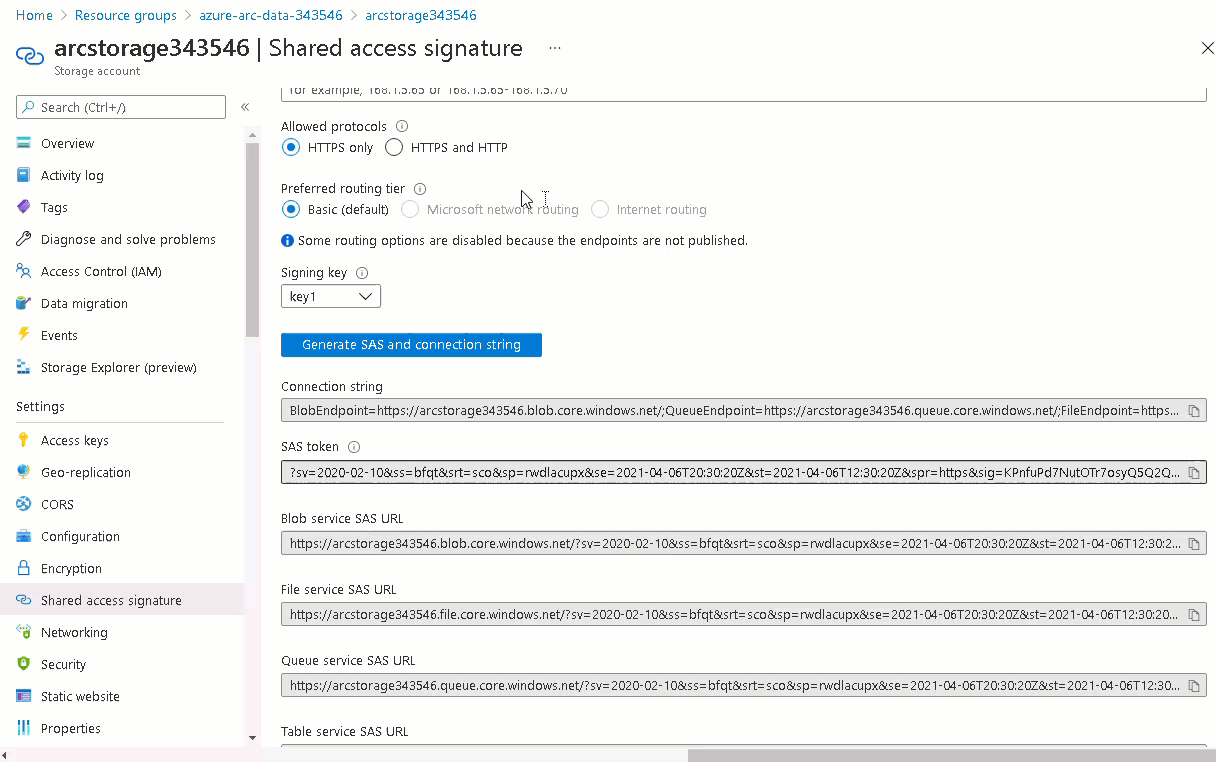 Home > Resource groups > azure-arc-data-343546 > arcstorage343546
arcstorage343546 | Shared access signature ...
Storage account
Search (Ctrl+/)
«
Overview
Activity log
Tags
Diagnose and solve problems
Access Control (IAM)
Data migration
Events
Storage Explorer (preview)
Settings
Access keys
Geo-replication
CORS
Configuration
Encryption
Shared access signature
Networking
Security
Static website
Properties
for example, 168.1.5.65 or 168.1.5.65-168.1.5.70
Allowed protocols
HTTPS only HTTPS and HTTP
Preferred routing tier
Basic (default) Microsoft network routing Internet routing
Some routing options are disabled because the endpoints are not published.
Signing key
key1
Generate SAS and connection string
Connection string
BlobEndpoint=https://arcstorage343546.blob.core.windows.net/;QueueEndpoint=https://arcstorage343546.queue.core.windows.net/;FileEndpoint=https...
SAS token
?sv=2020-02-10&ss=bfqt&srt=sco&sp=rwdlacupx&se=2021-04-06T20:30:20Z&st=2021-04-06T12:30:20Z&spr=https&sig=KPnfuPd7NutOTr7osyQ5Q2Q...
Blob service SAS URL
https://arcstorage343546.blob.core.windows.net/?sv=2020-02-10&ss=bfqt&srt=sco&sp=rwdlacupx&se=2021-04-06T20:30:20Z&st=2021-04-06T12:30:2...
File service SAS URL
https://arcstorage343546.file.core.windows.net/?sv=2020-02-10&ss=bfqt&srt=sco&sp=rwdlacupx&se=2021-04-06T20:30:20Z&st=2021-04-06T12:30:20...
Queue service SAS URL
https://arcstorage343546.queue.core.windows.net/?sv=2020-02-10&ss=bfqt&srt=sco&sp=rwdlacupx&se=2021-04-06T20:30:20Z&st=2021-04-06T12:30...
Table service SAS URL